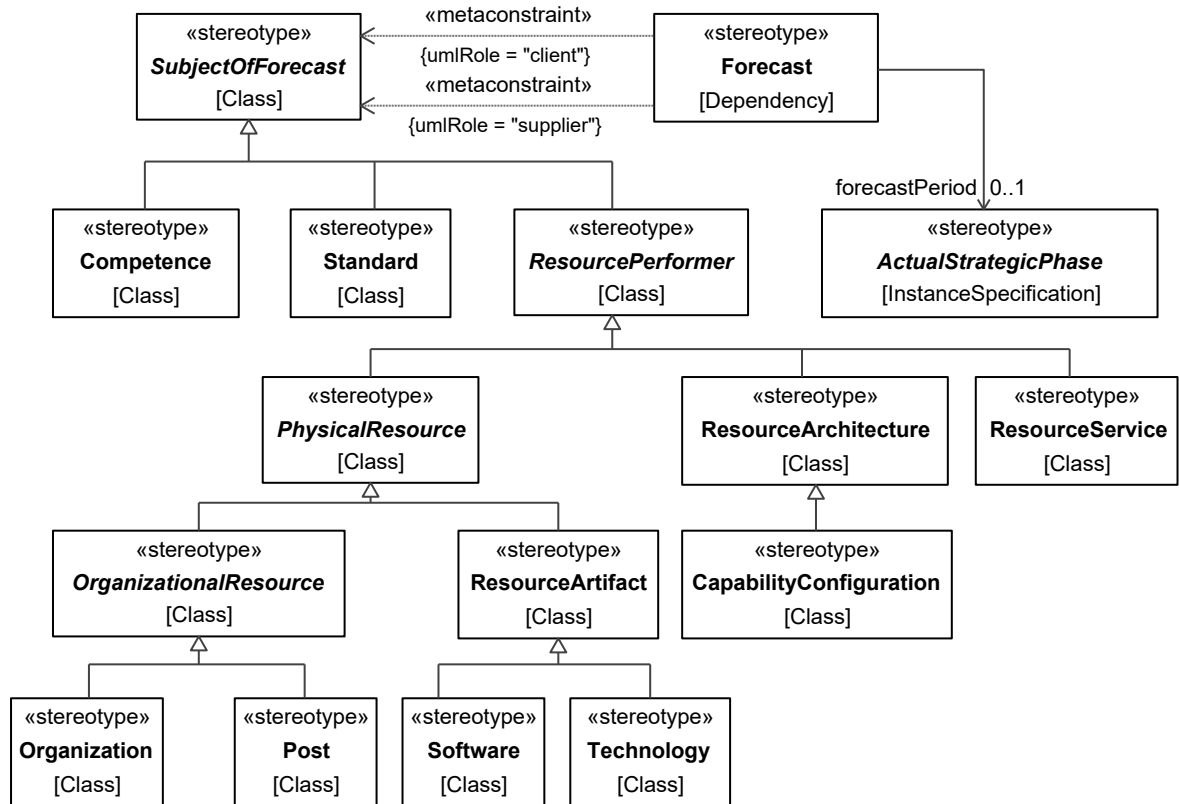 «stereotype»
SubjectOfForecast
[Class]
«metaconstraint»
{umlRole = "client"}
«metaconstraint»
{umlRole = "supplier"}
«stereotype»
Forecast
[Dependency]
forecastPeriod 0..1
«stereotype»
Competence
[Class]
«stereotype»
Standard
[Class]
«stereotype»
ResourcePerformer
[Class]
«stereotype»
ActualStrategicPhase
[InstanceSpecification]
«stereotype»
PhysicalResource
[Class]
«stereotype»
ResourceArchitecture
[Class]
«stereotype»
ResourceService
[Class]
«stereotype»
OrganizationalResource
[Class]
«stereotype»
ResourceArtifact
[Class]
«stereotype»
CapabilityConfiguration
[Class]
«stereotype»
Organization
[Class]
«stereotype»
Post
[Class]
«stereotype»
Software
[Class]
«stereotype»
Technology
[Class]